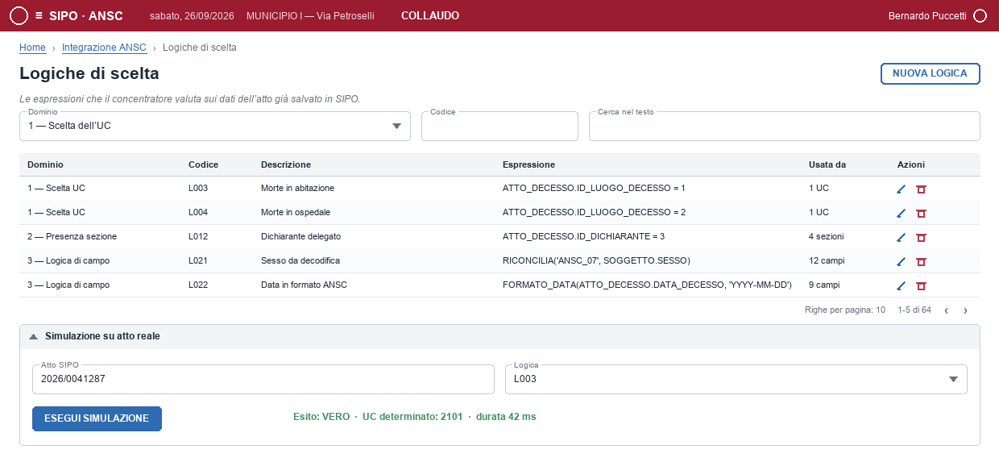 ≡ SIPO · ANSC sabato, 26/09/2026 MUNICIPIO I — Via Petroselli COLLAUDO Bernardo Puccetti
Home › Integrazione ANSC › Logiche di scelta
Logiche di scelta NUOVA LOGICA
Le espressioni che il concentratore valuta sui dati dell'atto già salvato in SIPO.
Dominio Codice Cerca nel testo
1 — Scelta dell'UC
Dominio Codice Descrizione Espressione Usata da Azioni
1 — Scelta UC L003 Morte in abitazione ATTO_DECESSO.ID_LUOGO_DECESSO = 1 1 UC
1 — Scelta UC L004 Morte in ospedale ATTO_DECESSO.ID_LUOGO_DECESSO = 2 1 UC
2 — Presenza sezione L012 Dichiarante delegato ATTO_DECESSO.ID_DICHIARANTE = 3 4 sezioni
3 — Logica di campo L021 Sesso da decodifica RICONCILIA('ANSC_07', SOGGETTO.SESSO) 12 campi
3 — Logica di campo L022 Data in formato ANSC FORMATO_DATA(ATTO_DECESSO.DATA_DECESSO, 'YYYY-MM-DD') 9 campi
Righe per pagina: 10 1-5 di 64 ‹ ›
Simulazione su atto reale
Atto SIPO Logica
2026/0041287 L003
ESEGUI SIMULAZIONE Esito: VERO · UC determinato: 2101 · durata 42 ms